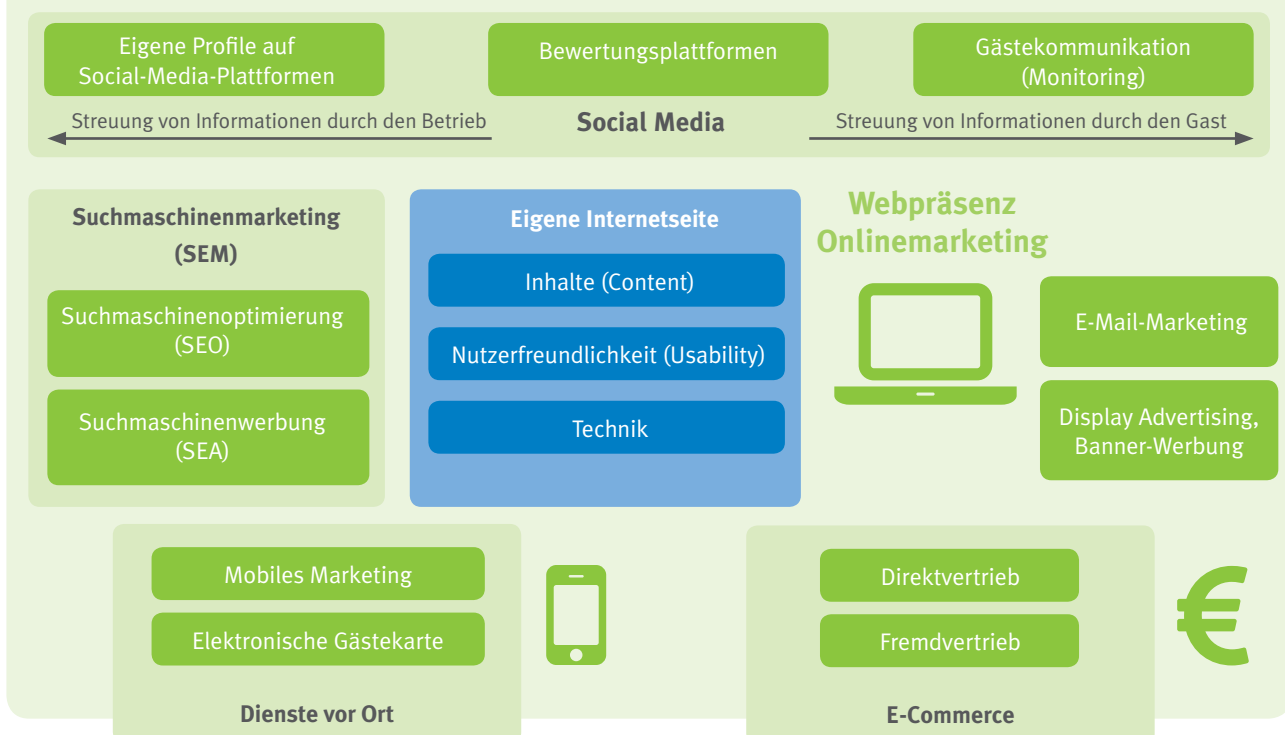 Eigene Profile auf
Social-Media-Plattformen
Bewertungsplattformen
Gästekommunikation
(Monitoring)
Streuung von Informationen durch den Betrieb
Social Media
Streuung von Informationen durch den Gast
Suchmaschinenmarketing
(SEM)
Suchmaschinenoptimierung
(SEO)
Suchmaschinenwerbung
(SEA)
Eigene Internetseite
Inhalte (Content)
Nutzerfreundlichkeit (Usability)
Technik
Webpräsenz
Onlinemarketing
E-Mail-Marketing
Display Advertising,
Banner-Werbung
Mobiles Marketing
Elektronische Gästekarte
Dienste vor Ort
Direktvertrieb
Fremdvertrieb
E-Commerce
€